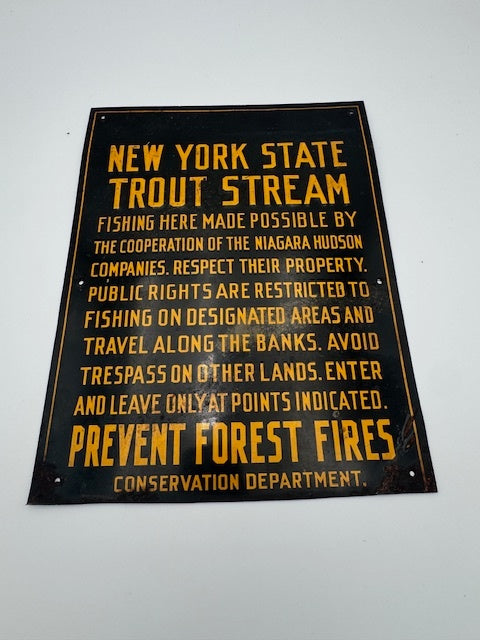 NEW YORK STATE
TROUT STREAM
FISHING HERE MADE POSSIBLE BY
THE COOPERATION OF THE NIAGARA HUDSON
COMPANIES. RESPECT THEIR PROPERTY.
PUBLIC RIGHTS ARE RESTRICTED TO
FISHING ON DESIGNATED AREAS AND
TRAVEL ALONG THE BANKS. AVOID
TRESPASS ON OTHER LANDS. ENTER
AND LEAVE ONLY AT POINTS INDICATED.
PREVENT FOREST FIRES
CONSERVATION DEPARTMENT.